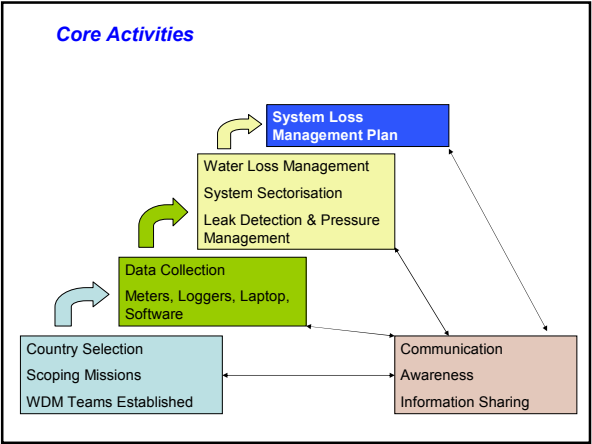 Core Activities
System Loss
Management Plan
Water Loss Management
System Sectorisation
Leak Detection & Pressure
Management
Data Collection
Meters, Loggers, Laptop,
Software
Country Selection
Scoping Missions
WDM Teams Established
Communication
Awareness
Information Sharing